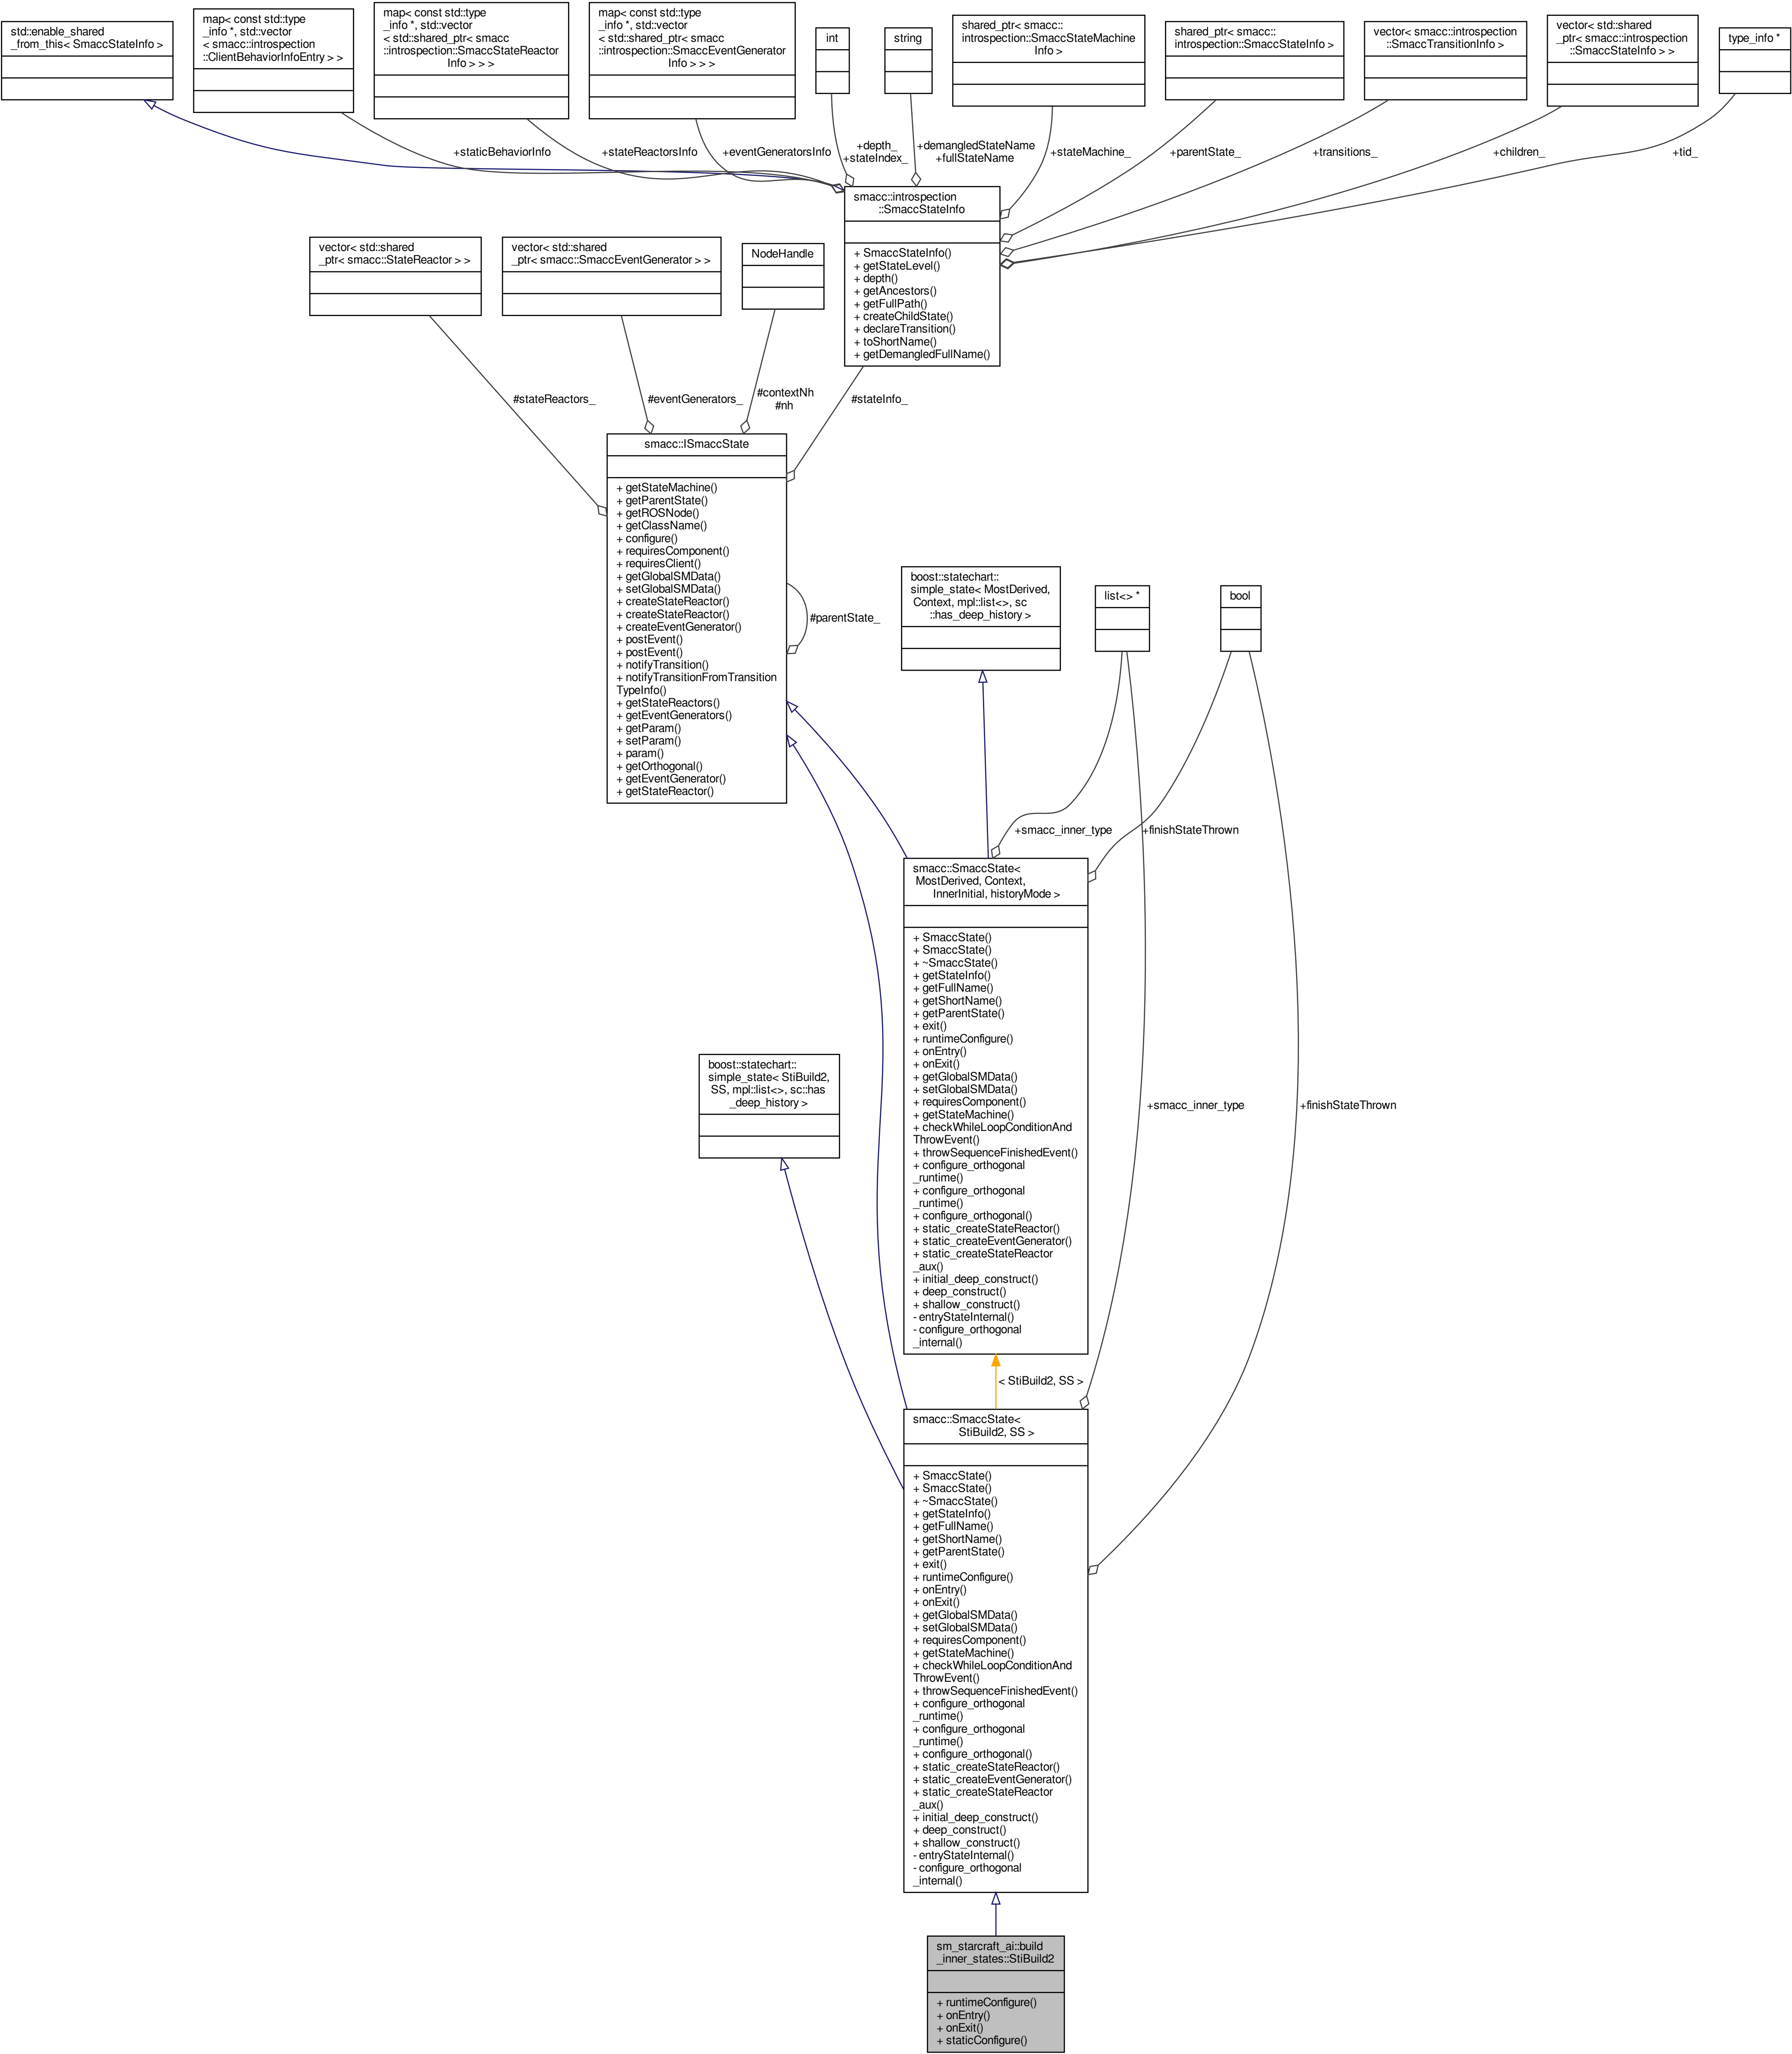 std::enable_shared
_from_this< SmaccStateInfo >
map< const std::type
_info *, std::vector
< smacc::introspection
::ClientBehaviorInfoEntry > >
map< const std::type
_info *, std::vector
< std::shared_ptr< smacc
::introspection::SmaccStateReactor
Info > > >
map< const std::type
_info *, std::vector
< std::shared_ptr< smacc
::introspection::SmaccEventGenerator
Info > > >
int
string
shared_ptr< smacc::
introspection::SmaccStateMachine
Info >
shared_ptr< smacc::
introspection::SmaccStateInfo >
vector< smacc::introspection
::SmaccTransitionInfo >
vector< std::shared
_ptr< smacc::introspection
::SmaccStateInfo > >
type_info *
+staticBehaviorInfo
+stateReactorsInfo
+eventGeneratorsInfo
+depth_
+stateIndex_
+demangledStateName
+fullStateName
+stateMachine_
+parentState_
+transitions_
+children_
+tid_
smacc::introspection
::SmaccStateInfo
+ SmaccStateInfo()
+ getStateLevel()
+ depth()
+ getAncestors()
+ getFullPath()
+ createChildState()
+ declareTransition()
+ toShortName()
+ getDemangledFullName()
vector< std::shared
_ptr< smacc::StateReactor > >
vector< std::shared
_ptr< smacc::SmaccEventGenerator > >
NodeHandle
#stateReactors_
#eventGenerators_
#contextNh
#nh
#stateInfo_
smacc::ISmaccState
+ getStateMachine()
+ getParentState()
+ getROSNode()
+ getClassName()
+ configure()
+ requiresComponent()
+ requiresClient()
+ getGlobalSMData()
+ setGlobalSMData()
+ createStateReactor()
+ createStateReactor()
+ createEventGenerator()
+ postEvent()
+ postEvent()
+ notifyTransition()
+ notifyTransitionFromTransition
TypeInfo()
+ getStateReactors()
+ getEventGenerators()
+ getParam()
+ setParam()
+ param()
+ getOrthogonal()
+ getEventGenerator()
+ getStateReactor()
#parentState_
boost::statechart::
simple_state< MostDerived,
Context, mpl::list<>, sc
::has_deep_history >
list<> *
bool
+smacc_inner_type
+finishStateThrown
smacc::SmaccState<
MostDerived, Context,
InnerInitial, historyMode >
+ SmaccState()
+ SmaccState()
+ ~SmaccState()
+ getStateInfo()
+ getFullName()
+ getShortName()
+ getParentState()
+ exit()
+ runtimeConfigure()
+ onEntry()
+ onExit()
+ getGlobalSMData()
+ setGlobalSMData()
+ requiresComponent()
+ getStateMachine()
+ checkWhileLoopConditionAnd
ThrowEvent()
+ throwSequenceFinishedEvent()
+ configure_orthogonal
_runtime()
+ configure_orthogonal
_runtime()
+ configure_orthogonal()
+ static_createStateReactor()
+ static_createEventGenerator()
+ static_createStateReactor
_aux()
+ initial_deep_construct()
+ deep_construct()
+ shallow_construct()
- entryStateInternal()
- configure_orthogonal
_internal()
boost::statechart::
simple_state< StiBuild2,
SS, mpl::list<>, sc::has
_deep_history >
+smacc_inner_type
+finishStateThrown
< StiBuild2, SS >
smacc::SmaccState<
StiBuild2, SS >
+ SmaccState()
+ SmaccState()
+ ~SmaccState()
+ getStateInfo()
+ getFullName()
+ getShortName()
+ getParentState()
+ exit()
+ runtimeConfigure()
+ onEntry()
+ onExit()
+ getGlobalSMData()
+ setGlobalSMData()
+ requiresComponent()
+ getStateMachine()
+ checkWhileLoopConditionAnd
ThrowEvent()
+ throwSequenceFinishedEvent()
+ configure_orthogonal
_runtime()
+ configure_orthogonal
_runtime()
+ configure_orthogonal()
+ static_createStateReactor()
+ static_createEventGenerator()
+ static_createStateReactor
_aux()
+ initial_deep_construct()
+ deep_construct()
+ shallow_construct()
- entryStateInternal()
- configure_orthogonal
_internal()
sm_starcraft_ai::build
_inner_states::StiBuild2
+ runtimeConfigure()
+ onEntry()
+ onExit()
+ staticConfigure()